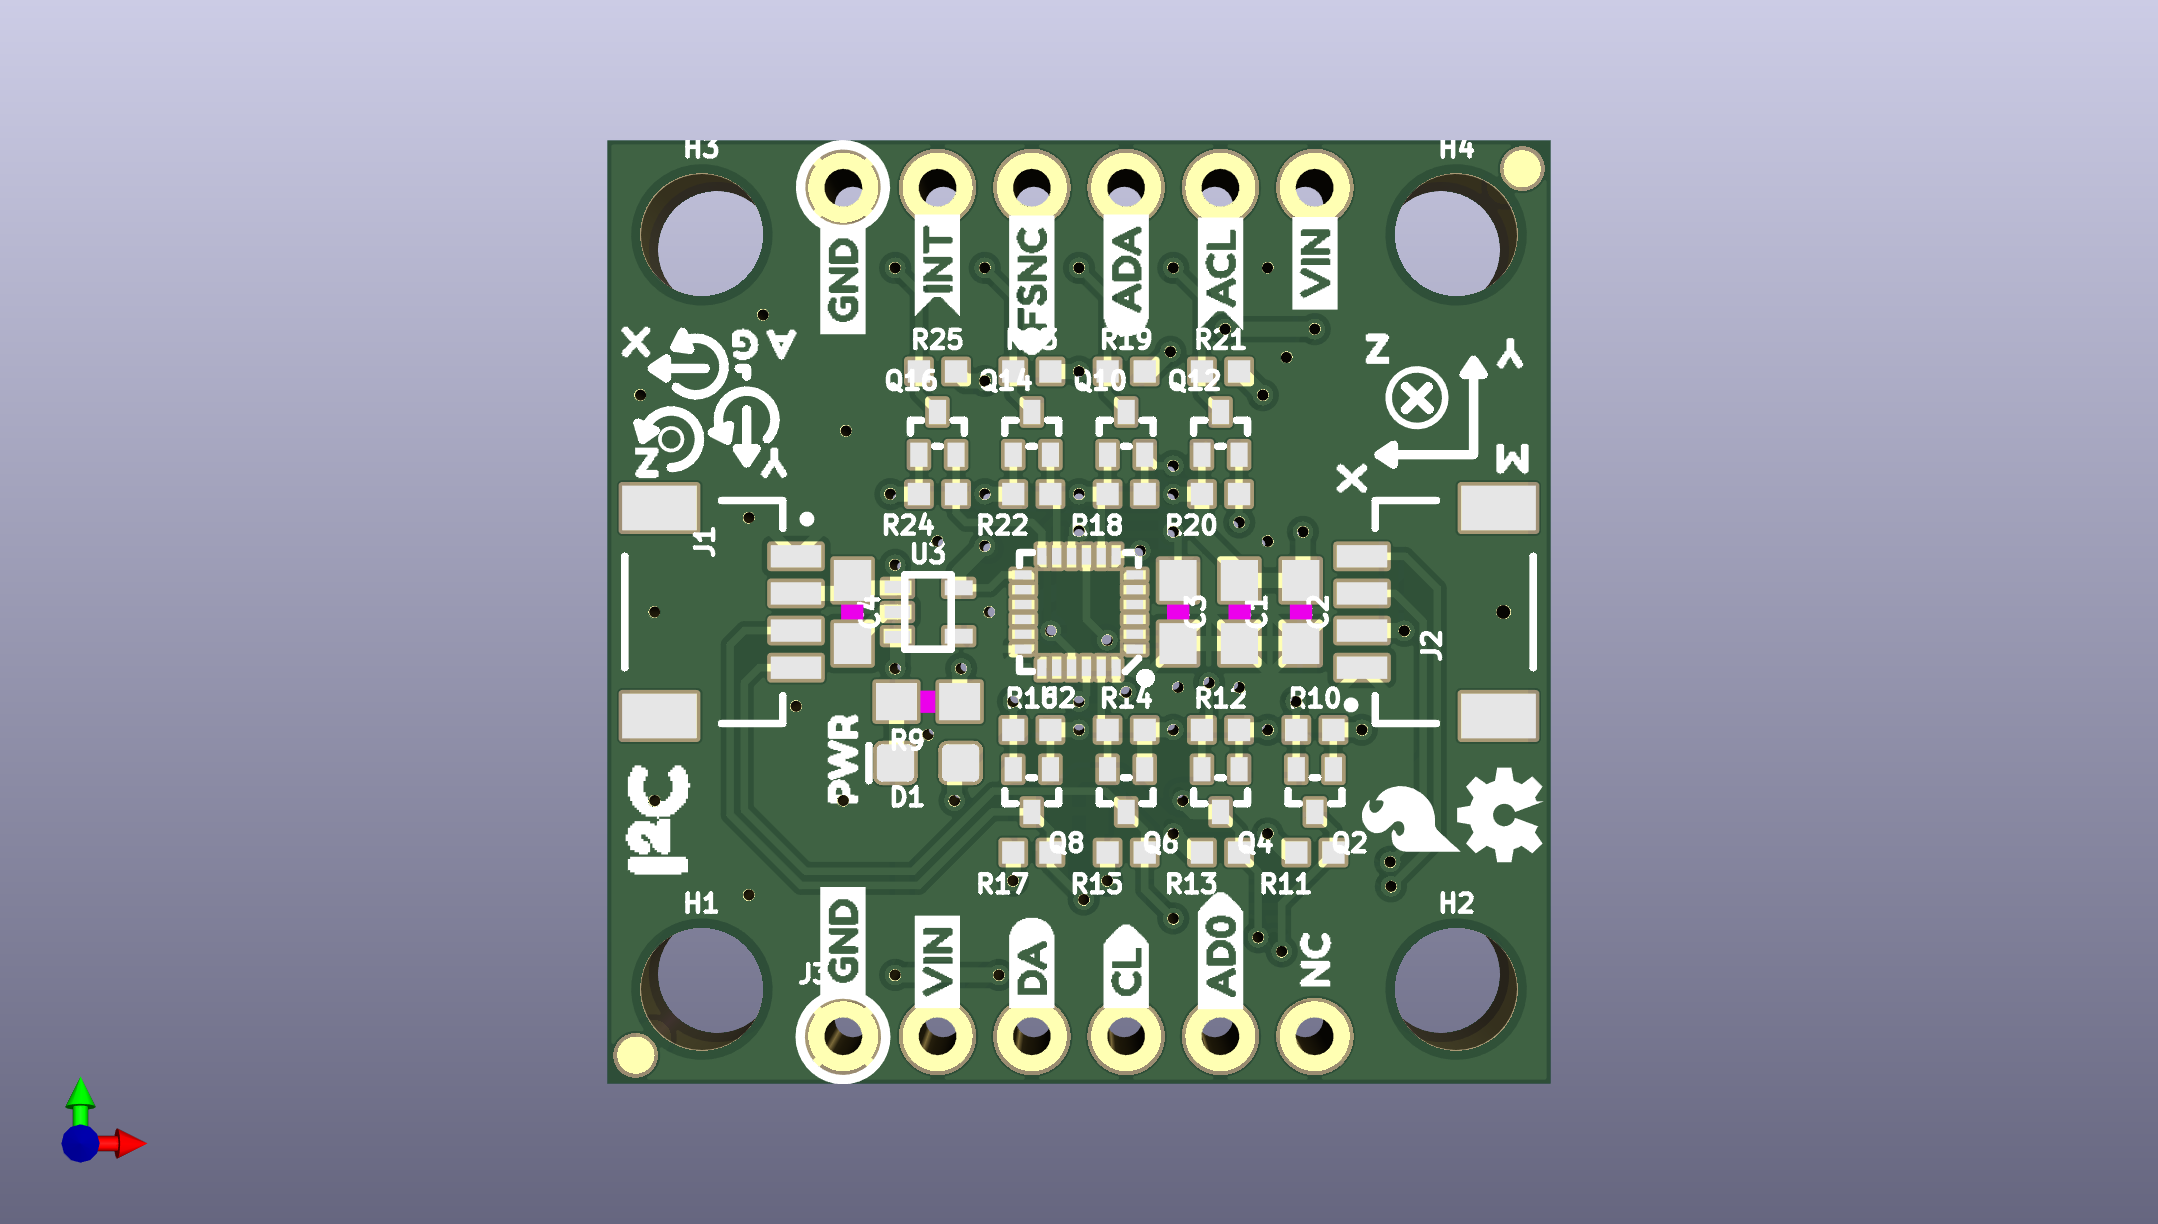 H3
H4
GND
INT
FSNC
ADA
ACL
VIN
X
G
A
Z
Y
Z
Y
X
M
R25
R19
R21
Q16
Q14
Q10
Q12
R24
R22
R18
R20
J1
U3
C4
C3
C1
C2
J2
R14
R12
R10
R9
PWR
D1
I2C
Q8
Q6
Q4
Q2
R17
R15
R13
R11
H1
H2
J3
GND
VIN
DA
CL
AD0
NC